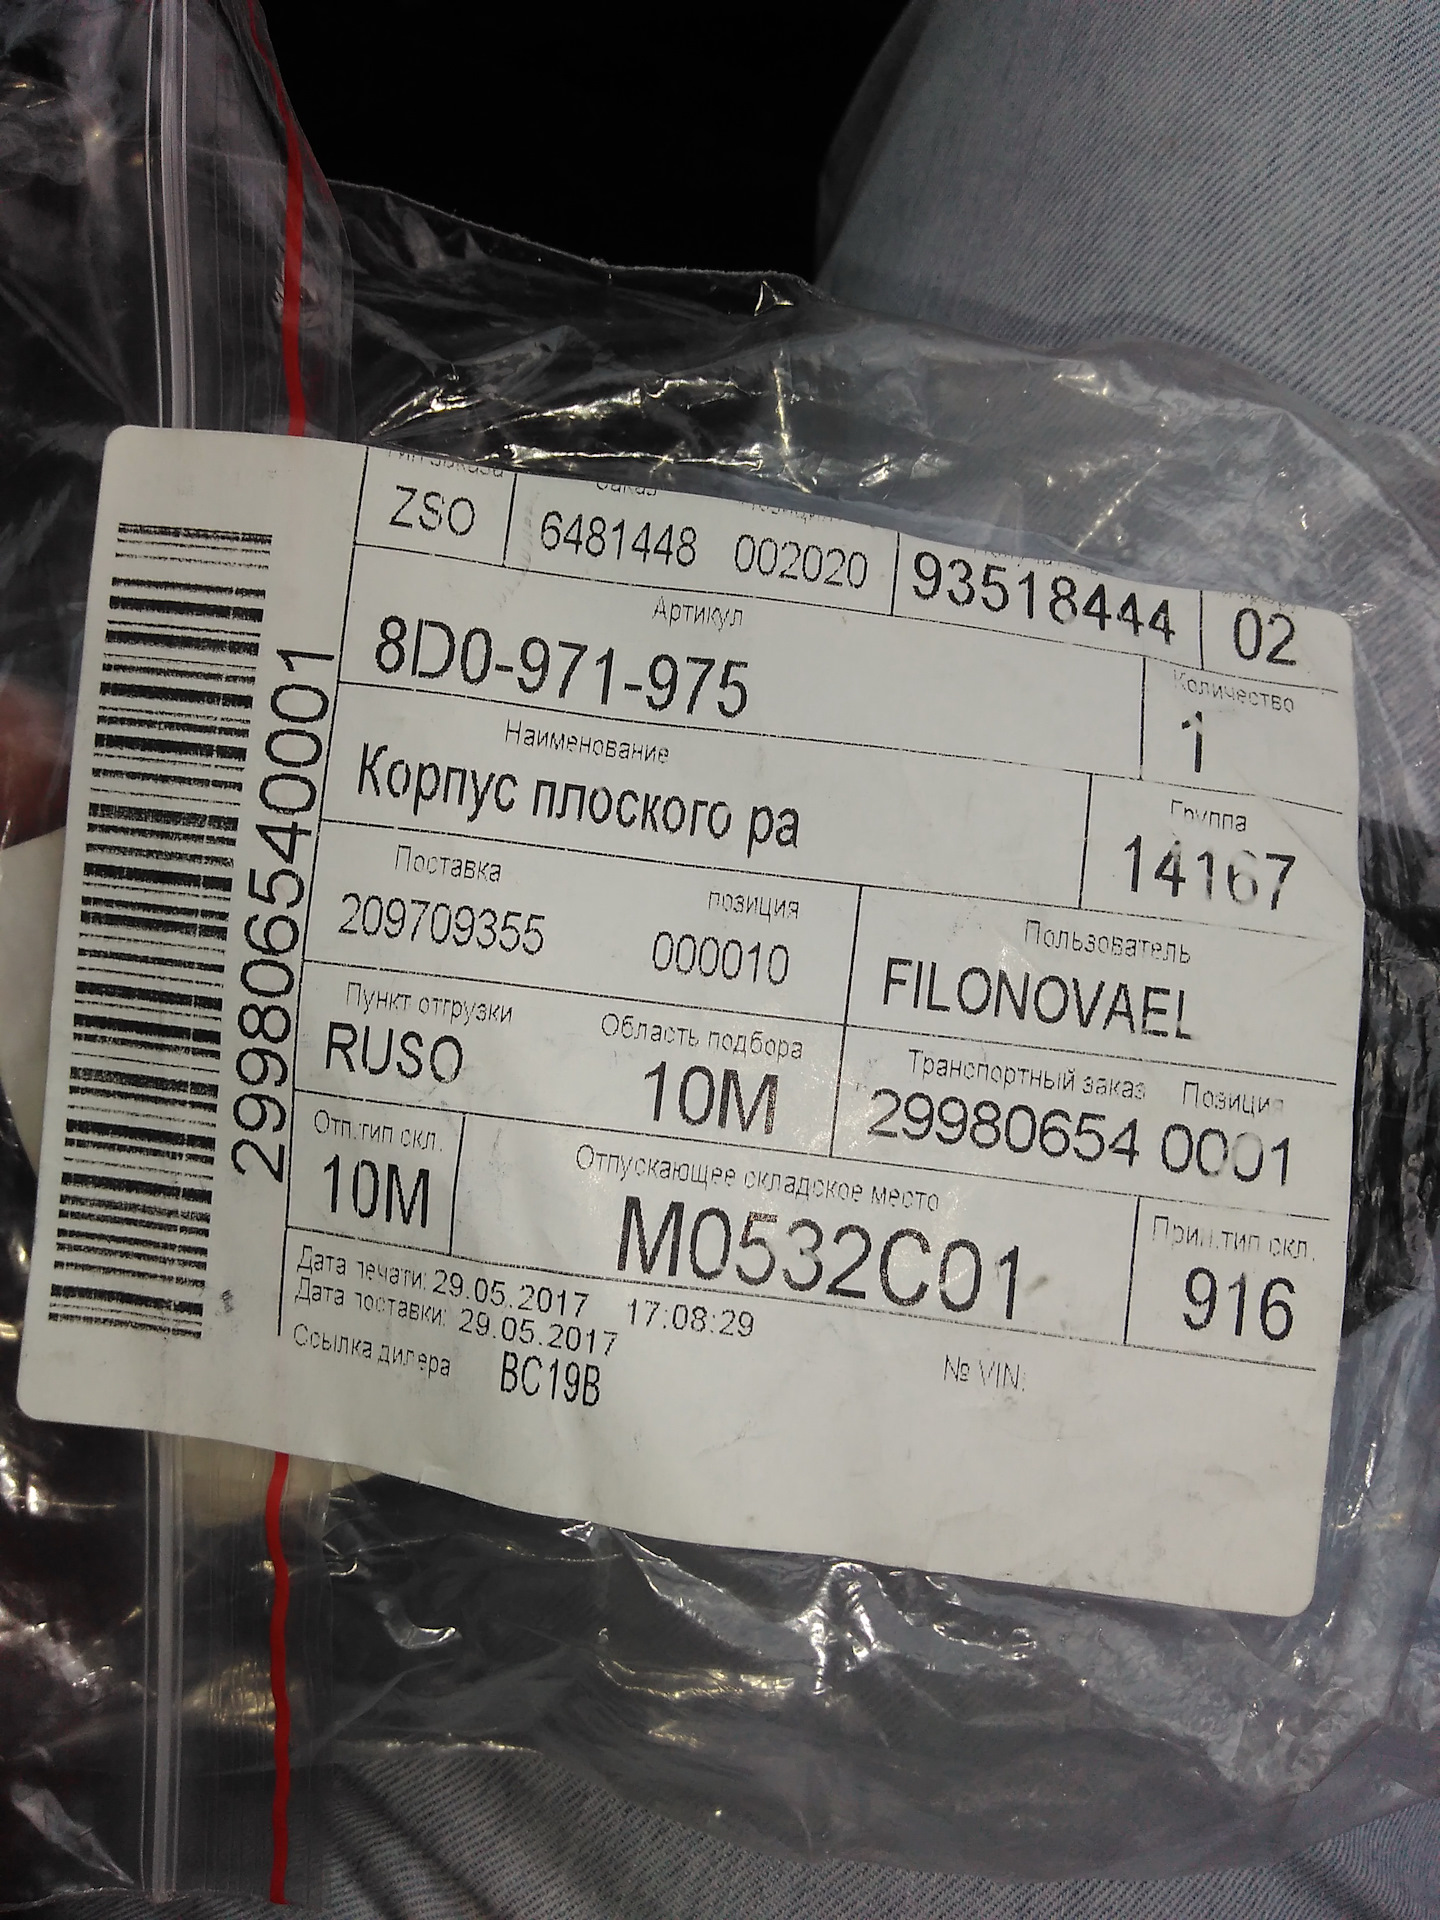 Тип заказа Заказ
ZSO 6481448 002020 93518444 02
Артикул
8D0-971-975
Количество
1
Наименование
Корпус плоского ра
Группа
14167
Поставка позиция
209709355 000010
Пользователь
FILONOVAEL
Пункт отгрузки Область подбора
RUSO 10M
Транспортный заказ Позиция
29980654 0001
Отп.тип скл.
10M
Отпускающее складское место
M0532C01
Прин.тип скл.
916
Дата печати: 29.05.2017 17:08:29
Дата поставки: 29.05.2017
Ссылка дилера BC19B
№ VIN:
299806540001